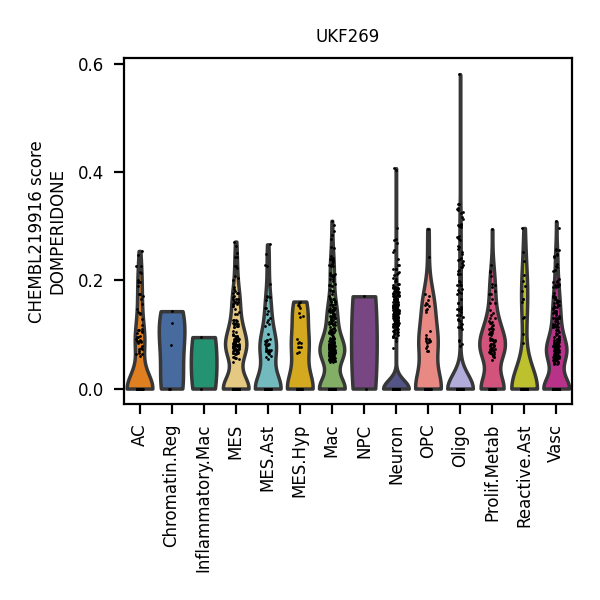 UKF269
CHEMBL219916 score
DOMPERIDONE
0.6
0.4
0.2
0.0
AC
Chromatin.Reg
Inflammatory.Mac
MES
MES.Ast
MES.Hyp
Mac
NPC
Neuron
OPC
Oligo
Prolif.Metab
Reactive.Ast
Vasc